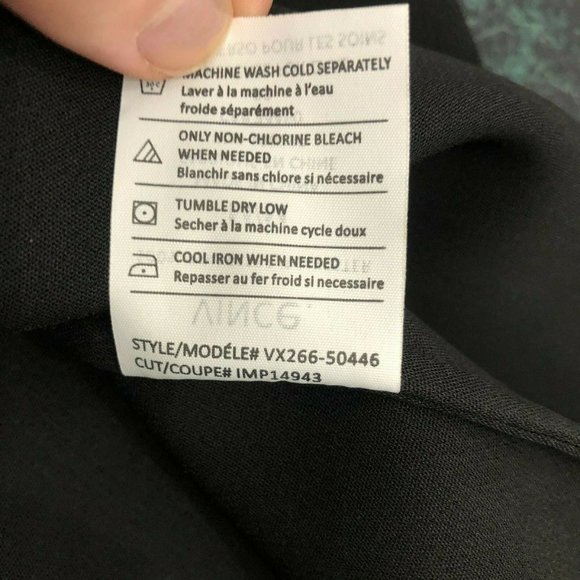 MACHINE WASH COLD SEPARATELY
Laver à la machine à l'eau
froide séparément
ONLY NON-CHLORINE BLEACH
WHEN NEEDED
Blanchir sans chlore si nécessaire
TUMBLE DRY LOW
Secher à la machine cycle doux
COOL IRON WHEN NEEDED
Repasser au fer froid si necessaire
VINCE
STYLE/MODÉLE# VX266-50446
CUT/COUPE# IMP14943